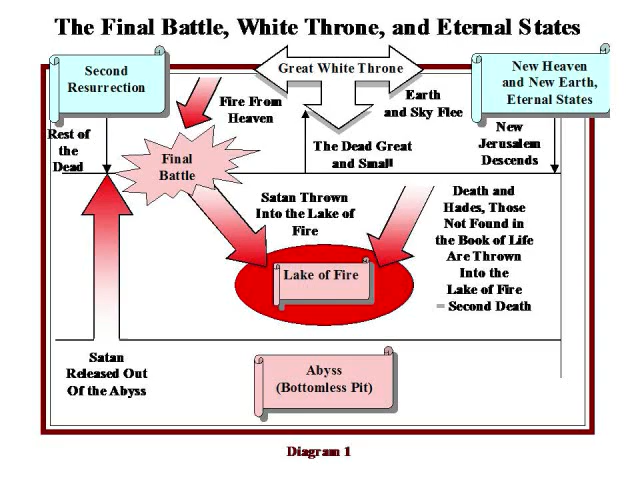 The Final Battle, White Throne, and Eternal States
Second
Resurrection
Great White Throne
New Heaven
and New Earth,
Eternal States
Fire From
Heaven
Earth
and Sky Flee
Rest of
the
Dead
Final
Battle
The Dead Great
and Small
New
Jerusalem
Descends
Satan Thrown
Into the Lake of
Fire
Death and
Hades, Those
Not Found in
the Book of Life
Are Thrown
Into the
Lake of Fire
= Second Death
Lake of Fire
Satan
Released Out
Of the Abyss
Abyss
(Bottomless Pit)
Diagram 1